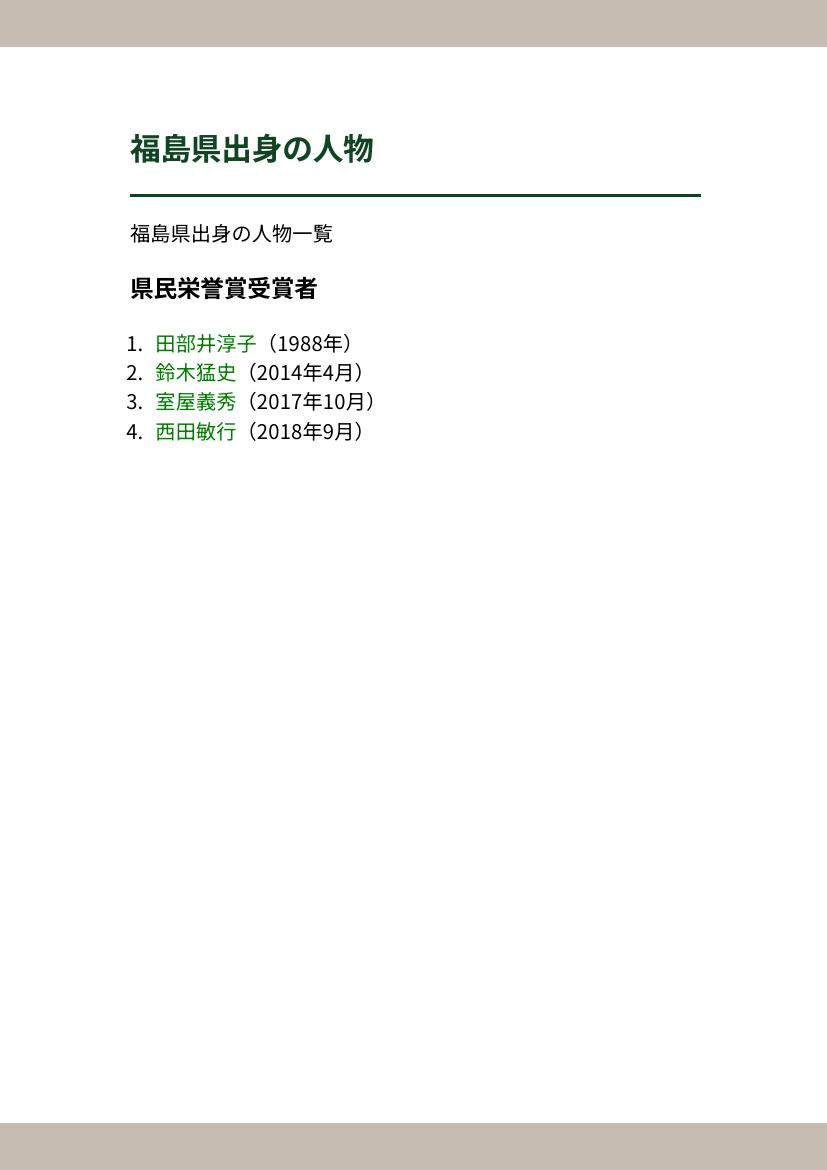 福島県出身の人物
福島県出身の人物一覧
県民栄誉賞受賞者
1. 田部井淳子（1988年）
2. 鈴木猛史（2014年4月）
3. 室屋義秀（2017年10月）
4. 西田敏行（2018年9月）